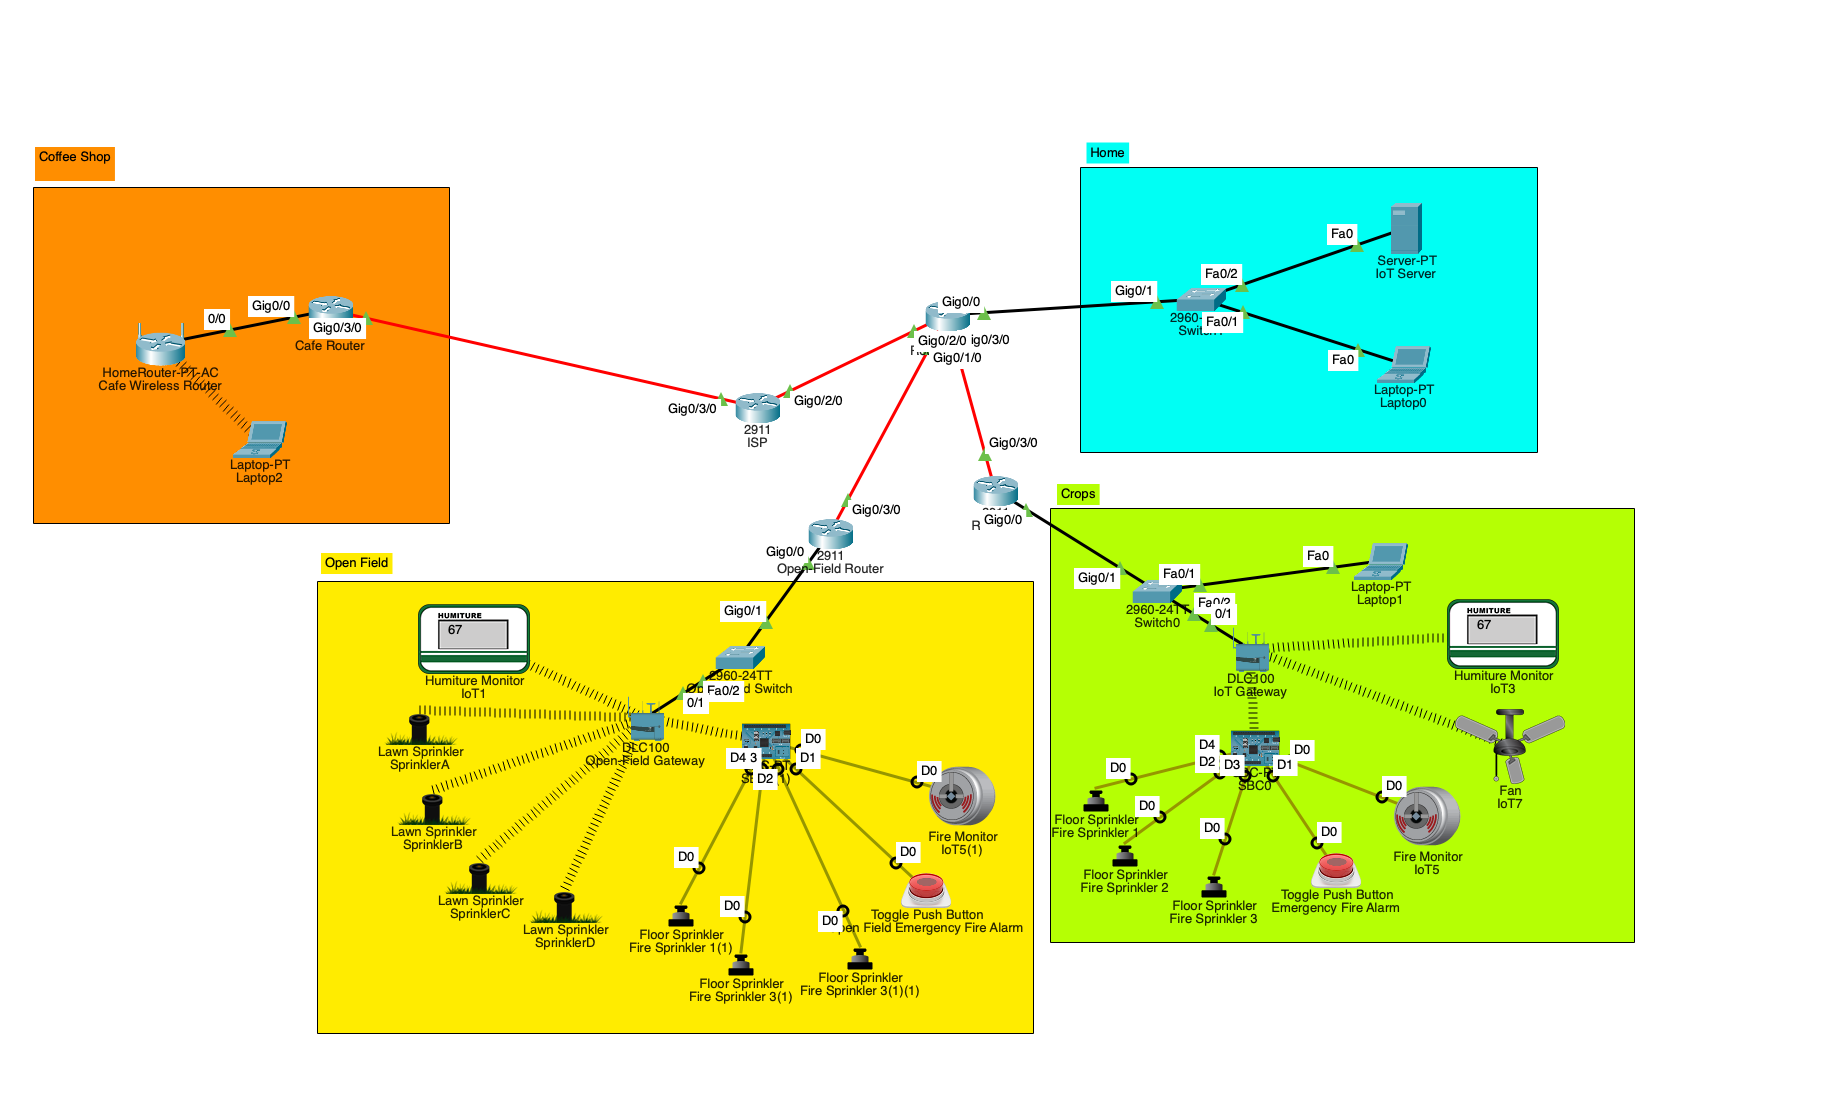 Coffee Shop
0/0
Gig0/0
Gig0/3/0
Cafe Router
HomeRouter-PT-AC
Cafe Wireless Router
Laptop-PT
Laptop2
Gig0/3/0
Gig0/2/0
2911
ISP
Gig0/0
Gig0/2/0
ig0/3/0
Gig0/1/0
Home
Gig0/1
Fa0/2
Fa0/1
Fa0
Server-PT
IoT Server
Fa0
Laptop-PT
Laptop0
Gig0/3/0
Gig0/0
R
Gig0/3/0
Gig0/0
2911
Open-Field Router
Open Field
Gig0/1
2960-24TT
Switch
Fa0/2
0/1
HUMITURE
67
Humiture Monitor
IoT1
Lawn Sprinkler
SprinklerA
Lawn Sprinkler
SprinklerB
Lawn Sprinkler
SprinklerC
Lawn Sprinkler
SprinklerD
DLC100
Open-Field Gateway
D0
D1
D4
3
D2
D0
Fire Monitor
IoT5(1)
D0
Toggle Push Button
pen Field Emergency Fire Alarm
D0
Floor Sprinkler
Fire Sprinkler 1(1)
D0
Floor Sprinkler
Fire Sprinkler 3(1)
D0
Floor Sprinkler
Fire Sprinkler 3(1)(1)
Crops
Gig0/1
Fa0/1
Fa0/2
0/1
2960-24TT
Switch0
Fa0
Laptop-PT
Laptop1
DLC100
IoT Gateway
HUMITURE
67
Humiture Monitor
IoT3
Fan
IoT7
D4
D2
D3
D0
D1
SBC0
D0
Floor Sprinkler
Fire Sprinkler 1
D0
Floor Sprinkler
Fire Sprinkler 2
D0
Floor Sprinkler
Fire Sprinkler 3
D0
Toggle Push Button
Emergency Fire Alarm
D0
Fire Monitor
IoT5